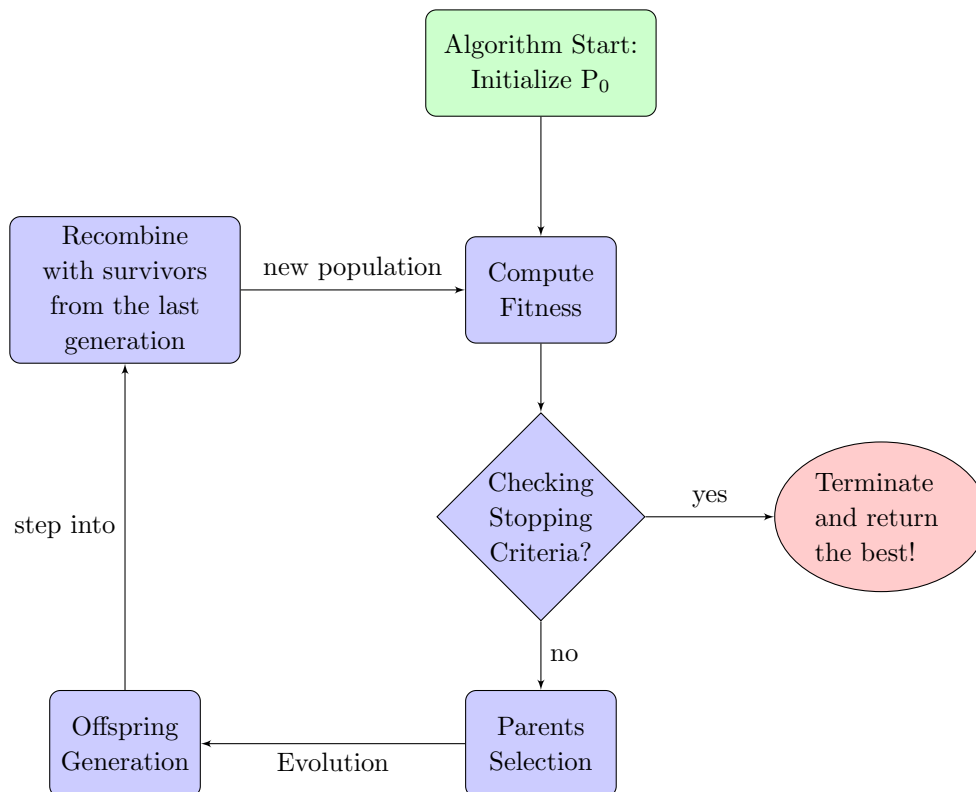 Algorithm Start:
Initialize P₀
Recombine
with survivors
from the last
generation
new population
Compute
Fitness
Checking
Stopping
Criteria?
yes
Terminate
and return
the best!
step into
no
Offspring
Generation
Evolution
Parents
Selection